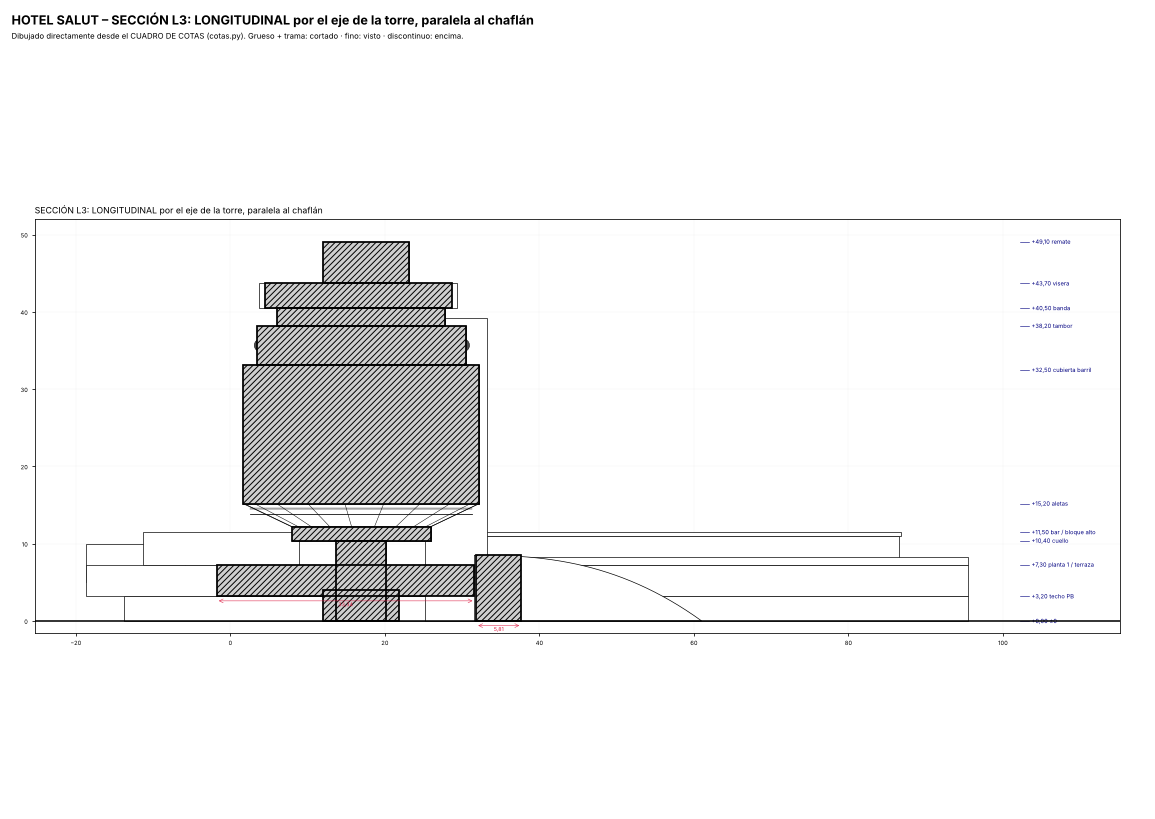 HOTEL SALUT – SECCIÓN L3: LONGITUDINAL por el eje de la torre, paralela al chaflán
Dibujado directamente desde el CUADRO DE COTAS (cotas.py). Grueso + trama: cortado · fino: visto · discontinuo: encima.
SECCIÓN L3: LONGITUDINAL por el eje de la torre, paralela al chaflán
50
40
30
20
10
0
+49,10 remate
+43,70 visera
+40,50 banda
+38,20 tambor
+32,50 cubierta barril
+15,20 aletas
+11,50 bar / bloque alto
+10,40 cuello
+7,30 planta 1 / terraza
+3,20 techo PB
5,81
−20
0
20
40
60
80
100